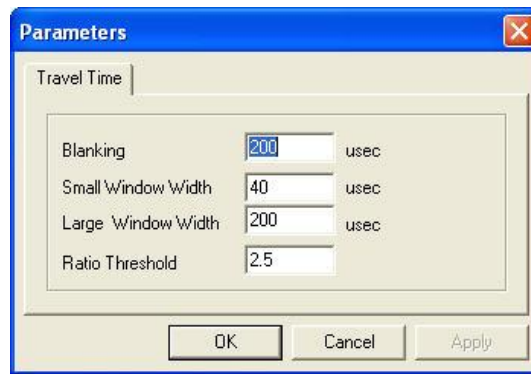 Parameters
Travel Time
Blanking 200 usec
Small Window Width 40 usec
Large Window Width 200 usec
Ratio Threshold 2.5
OK Cancel Apply